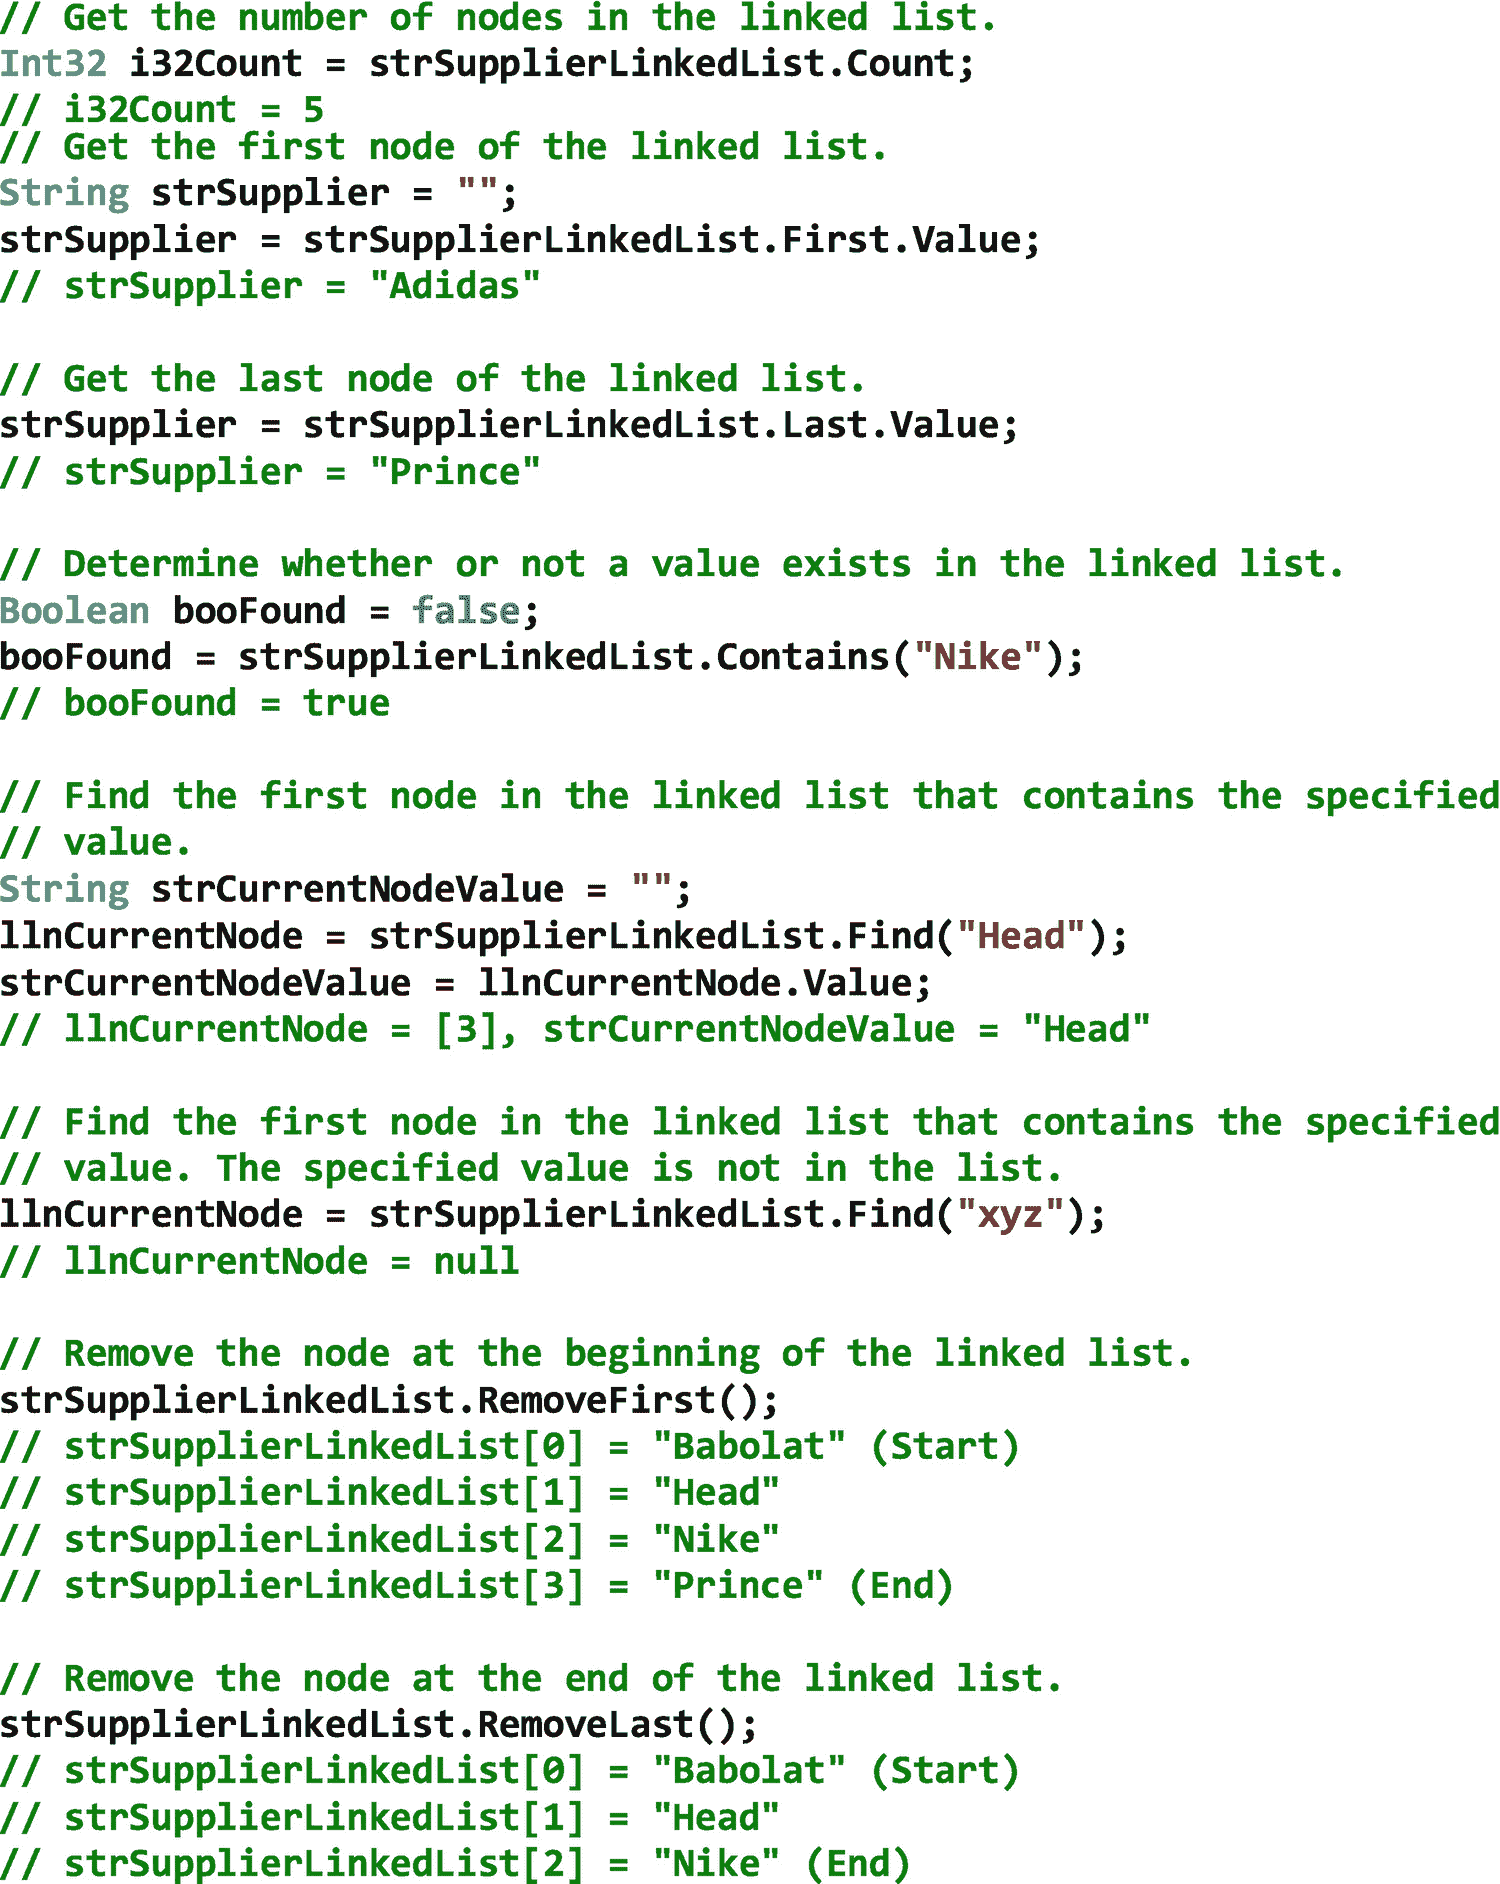 // Get the number of nodes in the linked list.
Int32 i32Count = strSupplierLinkedList.Count;
// i32Count = 5
// Get the first node of the linked list.
String strSupplier = "";
strSupplier = strSupplierLinkedList.First.Value;
// strSupplier = "Adidas"
// Get the last node of the linked list.
strSupplier = strSupplierLinkedList.Last.Value;
// strSupplier = "Prince"
// Determine whether or not a value exists in the linked list.
Boolean booFound = false;
booFound = strSupplierLinkedList.Contains("Nike");
// booFound = true
// Find the first node in the linked list that contains the specified
// value.
String strCurrentNodeValue = "";
llnCurrentNode = strSupplierLinkedList.Find("Head");
strCurrentNodeValue = llnCurrentNode.Value;
// llnCurrentNode = [3], strCurrentNodeValue = "Head"
// Find the first node in the linked list that contains the specified
// value. The specified value is not in the list.
llnCurrentNode = strSupplierLinkedList.Find("xyz");
// llnCurrentNode = null
// Remove the node at the beginning of the linked list.
strSupplierLinkedList.RemoveFirst();
// strSupplierLinkedList[0] = "Babolat" (Start)
// strSupplierLinkedList[1] = "Head"
// strSupplierLinkedList[2] = "Nike"
// strSupplierLinkedList[3] = "Prince" (End)
// Remove the node at the end of the linked list.
strSupplierLinkedList.RemoveLast();
// strSupplierLinkedList[0] = "Babolat" (Start)
// strSupplierLinkedList[1] = "Head"
// strSupplierLinkedList[2] = "Nike" (End)